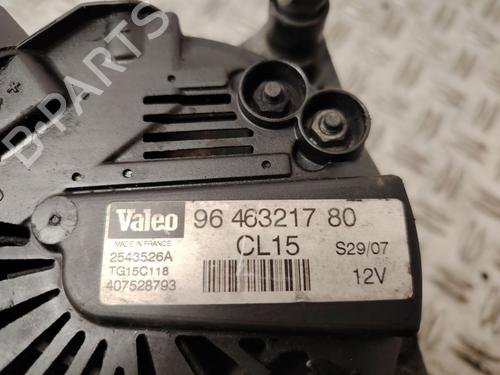 B-PARTS
Valeo 96 463217 80
MADE IN FRANCE CL15 S29/07
2543526A
TG15C118 12V
407528793